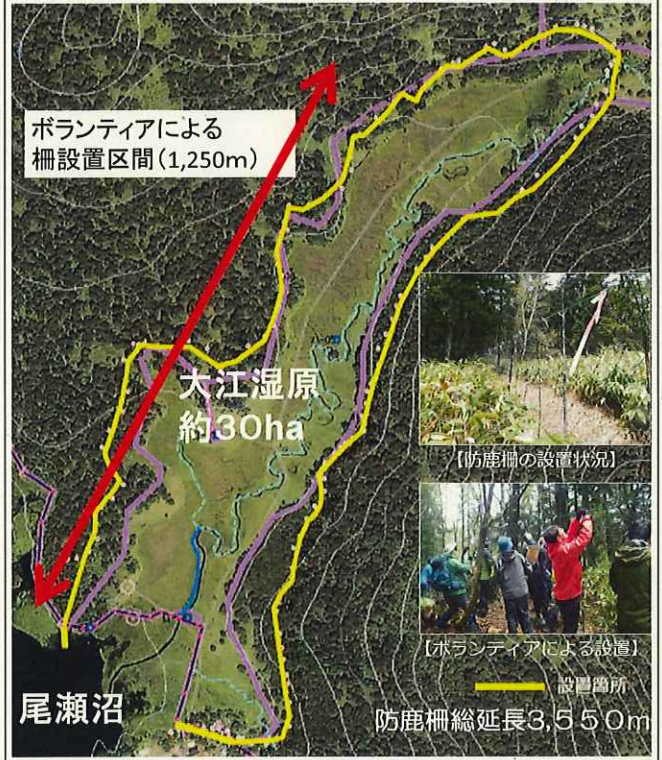 ボランティアによる
柵設置区間(1,250m)
大江湿原
約30ha
【防鹿柵の設置状況】
【ボランティアによる設置】
設置箇所
尾瀬沼
防鹿柵総延長3,550m